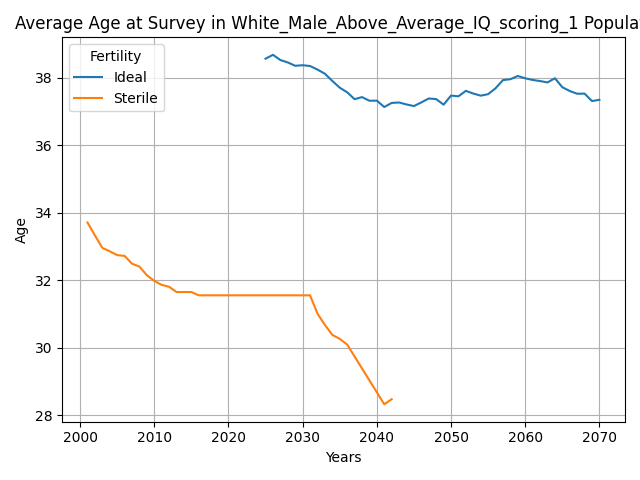 Average Age at Survey in White_Male_Above_Average_IQ_scoring_1 Popula
Fertility
Ideal
Sterile
Age
38
36
34
32
30
28
2000 2010 2020 2030 2040 2050 2060 2070
Years